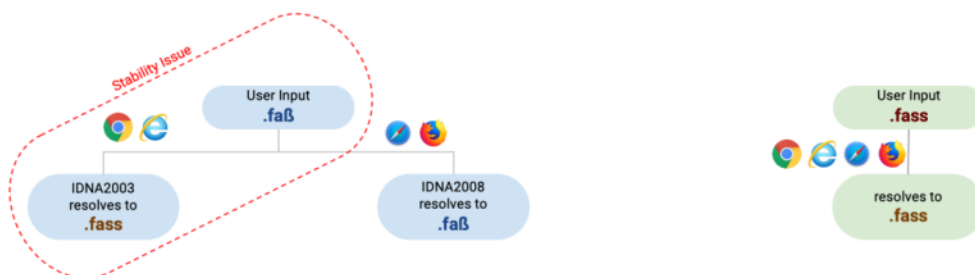 Stability Issue
User Input
.faß
IDNA2003
resolves to
.fass
IDNA2008
resolves to
.faß
User Input
.fass
resolves to
.fass